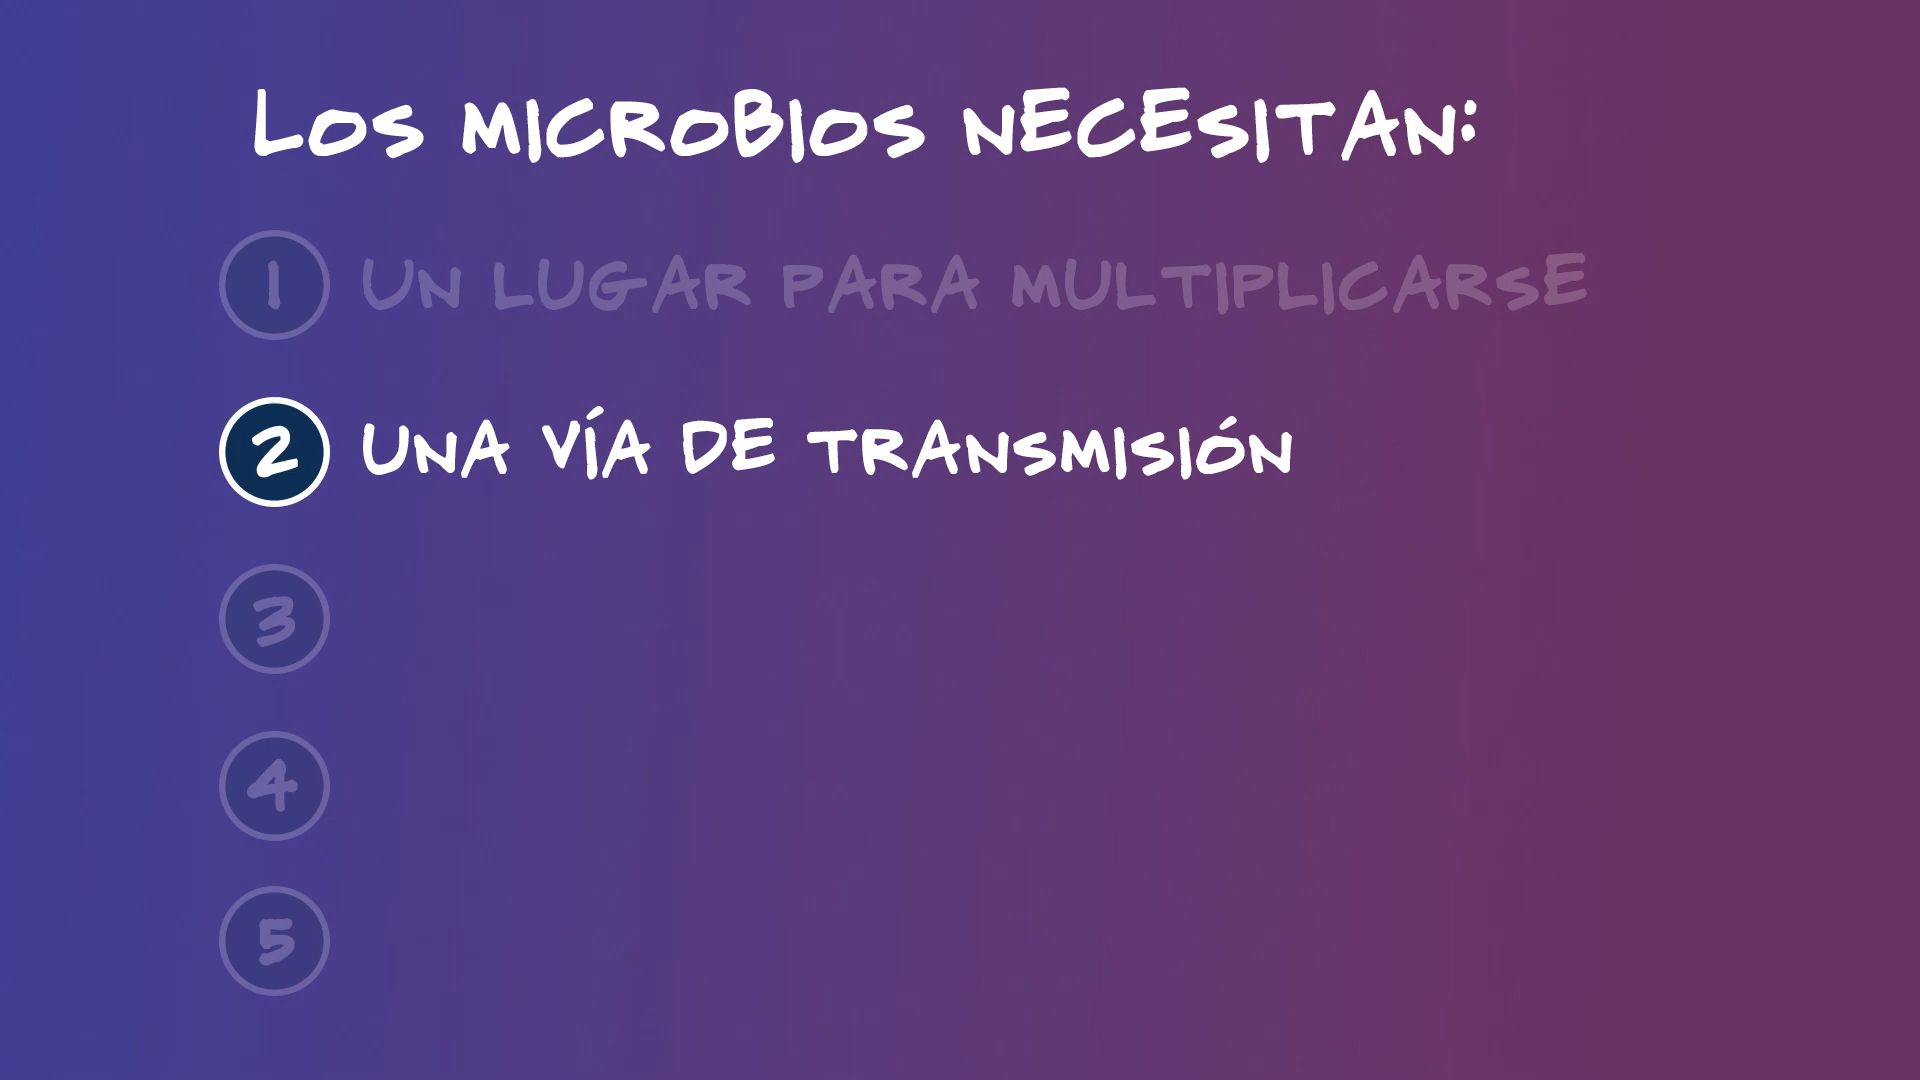 Los microbios necesitan:
1 Un lugar para multiplicarse
2 Una vía de transmisión
3
4
5